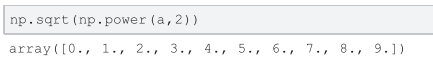 np.sqrt(np.power(a,2))
array([0., 1., 2., 3., 4., 5., 6., 7., 8., 9.])